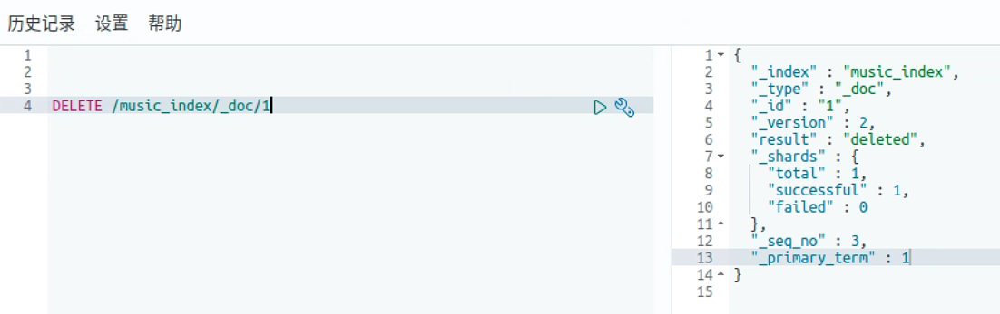 历史记录 设置 帮助
1
2
3
4 DELETE /music_index/_doc/1
1 {
2 "_index" : "music_index",
3 "_type" : "_doc",
4 "_id" : "1",
5 "_version" : 2,
6 "result" : "deleted",
7 "_shards" : {
8 "total" : 1,
9 "successful" : 1,
10 "failed" : 0
11 },
12 "_seq_no" : 3,
13 "_primary_term" : 1
14 }
15